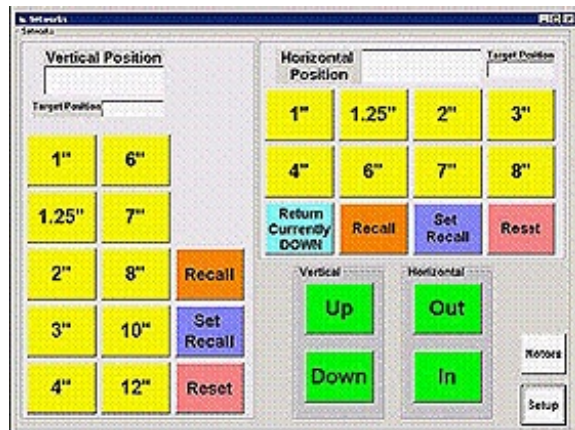 Setworks
Setworks
Vertical Position
Target Position
1" 6"
1.25" 7"
2" 8" Recall
3" 10" Set
Recall
4" 12" Reset
Horizontal
Position
Target Position
1" 1.25" 2" 3"
4" 6" 7" 8"
Return
Currently
DOWN
Recall
Set
Recall
Reset
Vertical
Up
Down
Horizontal
Out
In
Motors
Setup